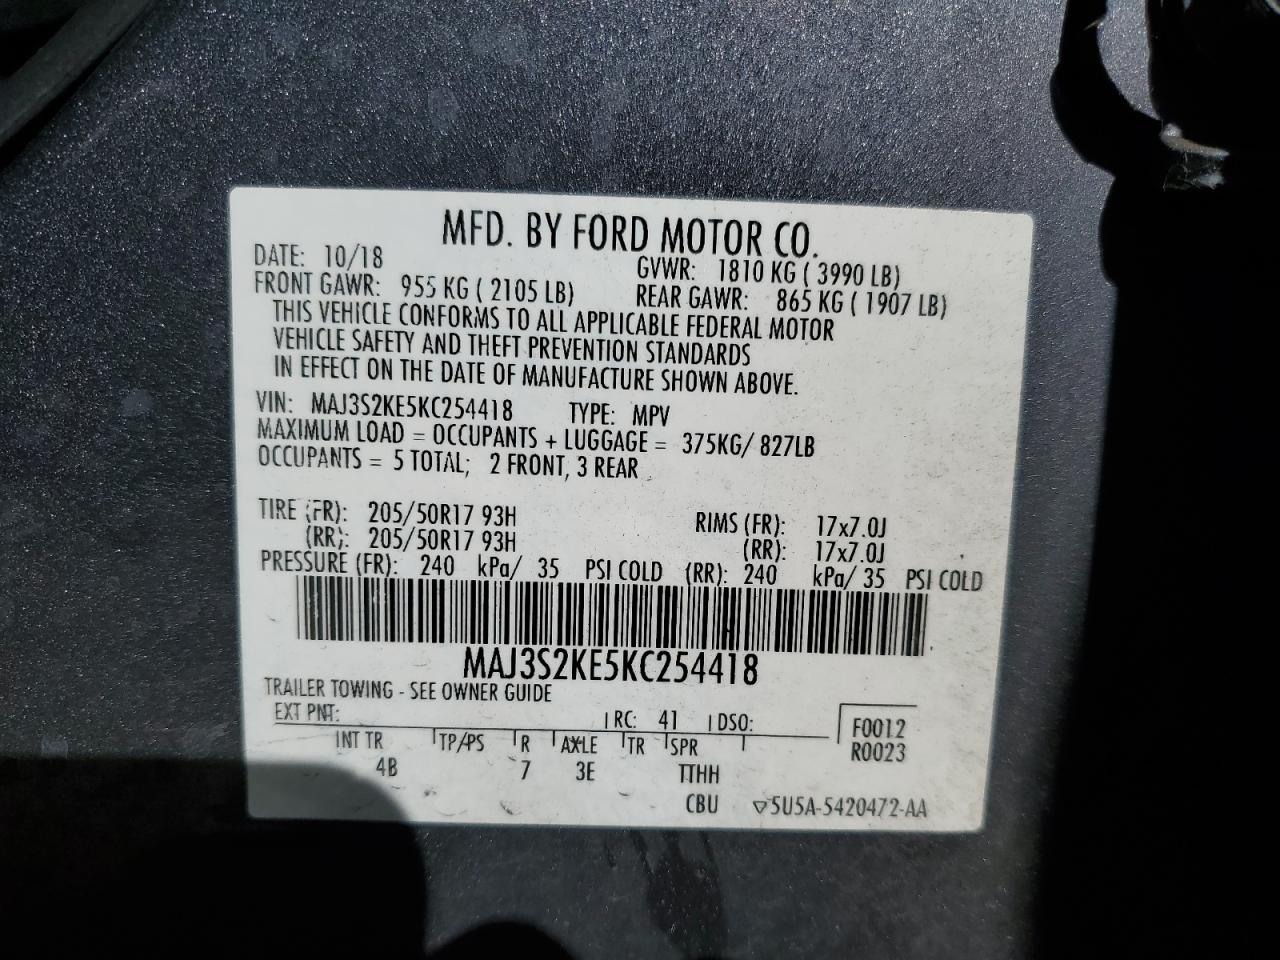 MFD. BY FORD MOTOR CO.
DATE: 10/18 GVWR: 1810 KG ( 3990 LB)
FRONT GAWR: 955 KG ( 2105 LB) REAR GAWR: 865 KG ( 1907 LB)
THIS VEHICLE CONFORMS TO ALL APPLICABLE FEDERAL MOTOR
VEHICLE SAFETY AND THEFT PREVENTION STANDARDS
IN EFFECT ON THE DATE OF MANUFACTURE SHOWN ABOVE.
VIN: MAJ3S2KE5KC254418 TYPE: MPV
MAXIMUM LOAD = OCCUPANTS + LUGGAGE = 375KG/ 827LB
OCCUPANTS = 5 TOTAL; 2 FRONT, 3 REAR
TIRE (FR): 205/50R17 93H RIMS (FR): 17x7.0J
(RR): 205/50R17 93H (RR): 17x7.0J
PRESSURE (FR): 240 kPa/ 35 PSI COLD (RR): 240 kPa/ 35 PSI COLD
MAJ3S2KE5KC254418
TRAILER TOWING - SEE OWNER GUIDE
EXT PNT: RC: 41 DSO: F0012
INT TR TP/PS R AXLE TR SPR R0023
4B 7 3E TTHH
CBU ▽5U5A-5420472-AA